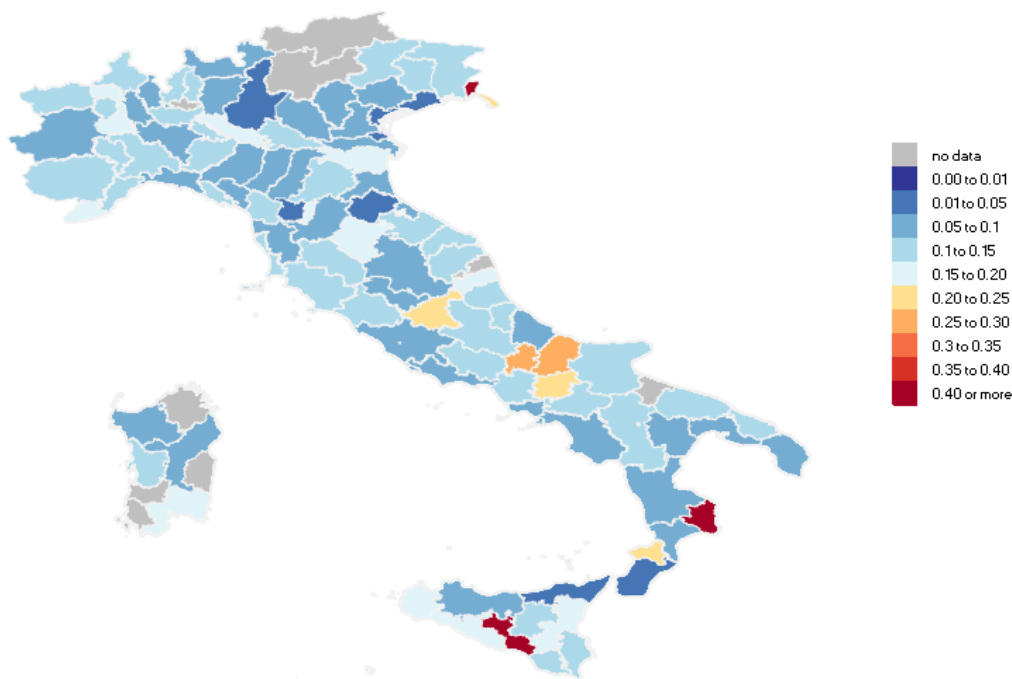 no data
0.00 to 0.01
0.01 to 0.05
0.05 to 0.1
0.1 to 0.15
0.15 to 0.20
0.20 to 0.25
0.25 to 0.30
0.3 to 0.35
0.35 to 0.40
0.40 or more